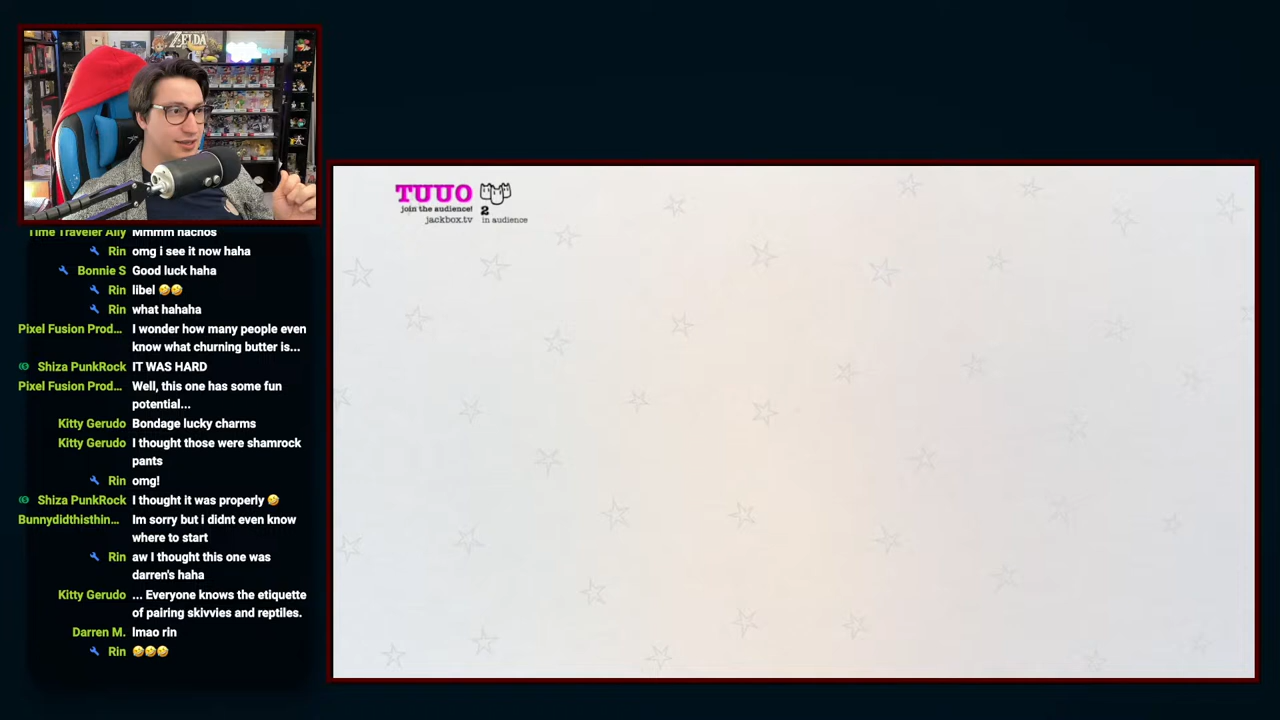 ZELDA
TUUO
join the audience!
jackbox.tv
2
in audience
Time Traveler Ally Mmmm nachos
Rin omg i see it now haha
Bonnie S Good luck haha
Rin libel 🤣🤣
Rin what hahaha
Pixel Fusion Prod... I wonder how many people even
know what churning butter is...
Shiza PunkRock IT WAS HARD
Pixel Fusion Prod... Well, this one has some fun
potential...
Kitty Gerudo Bondage lucky charms
Kitty Gerudo I thought those were shamrock
pants
Rin omg!
Shiza PunkRock I thought it was properly 🤣
Bunnydidthisthin... Im sorry but i didnt even know
where to start
Rin aw I thought this one was
darren's haha
Kitty Gerudo ... Everyone knows the etiquette
of pairing skivvies and reptiles.
Darren M. lmao rin
Rin 🤣🤣🤣